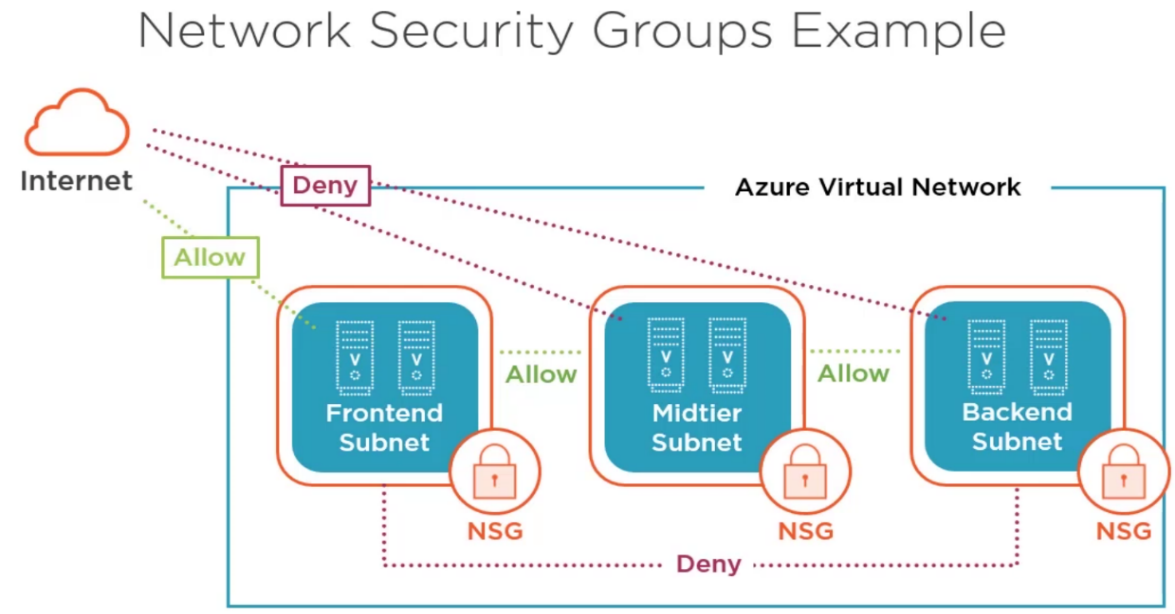 Network Security Groups Example
Internet
Deny
Azure Virtual Network
Allow
Allow
Allow
V
V
V
V
V
V
Frontend
Subnet
Midtier
Subnet
Backend
Subnet
NSG
NSG
NSG
Deny